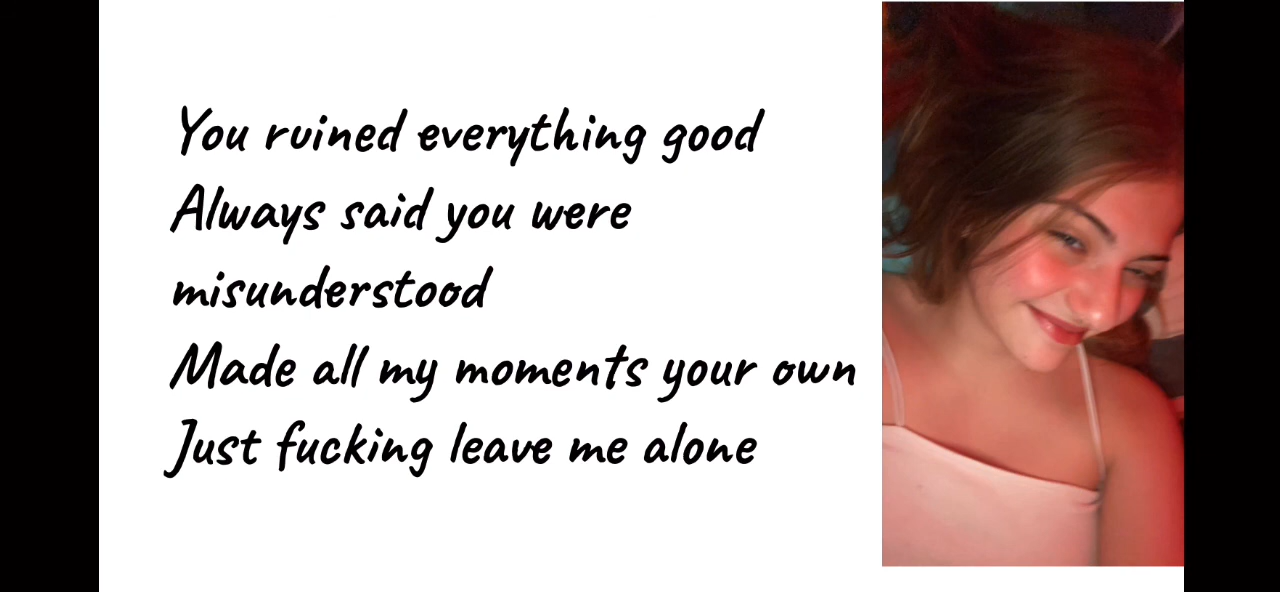 You ruined everything good
Always said you were
misunderstood
Made all my moments your own
Just fucking leave me alone